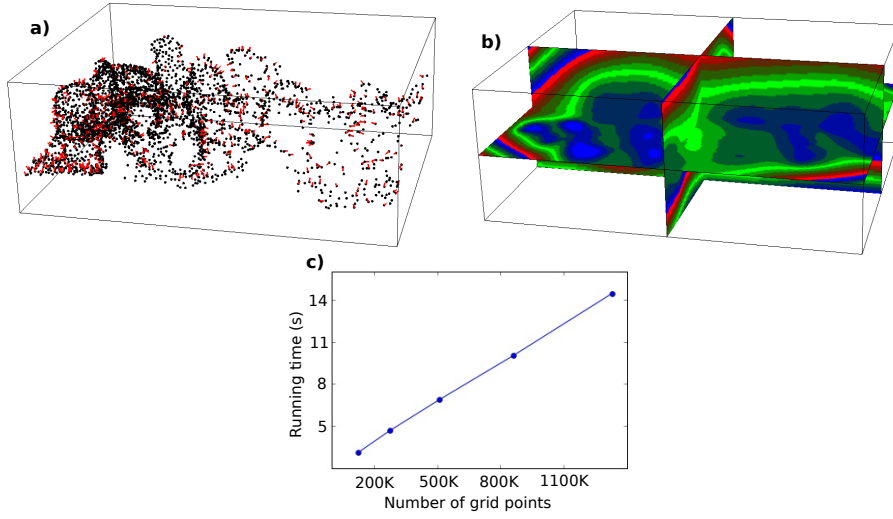 a)
b)
c)
14
11
8
5
Running time (s)
200K 500K 800K 1100K
Number of grid points